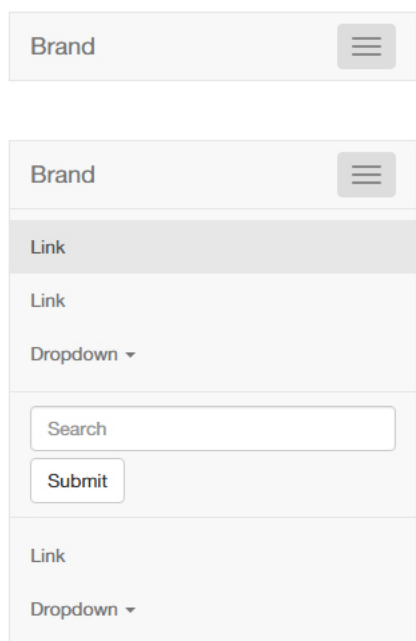 Brand
Brand
Link
Link
Dropdown
Search
Submit
Link
Dropdown